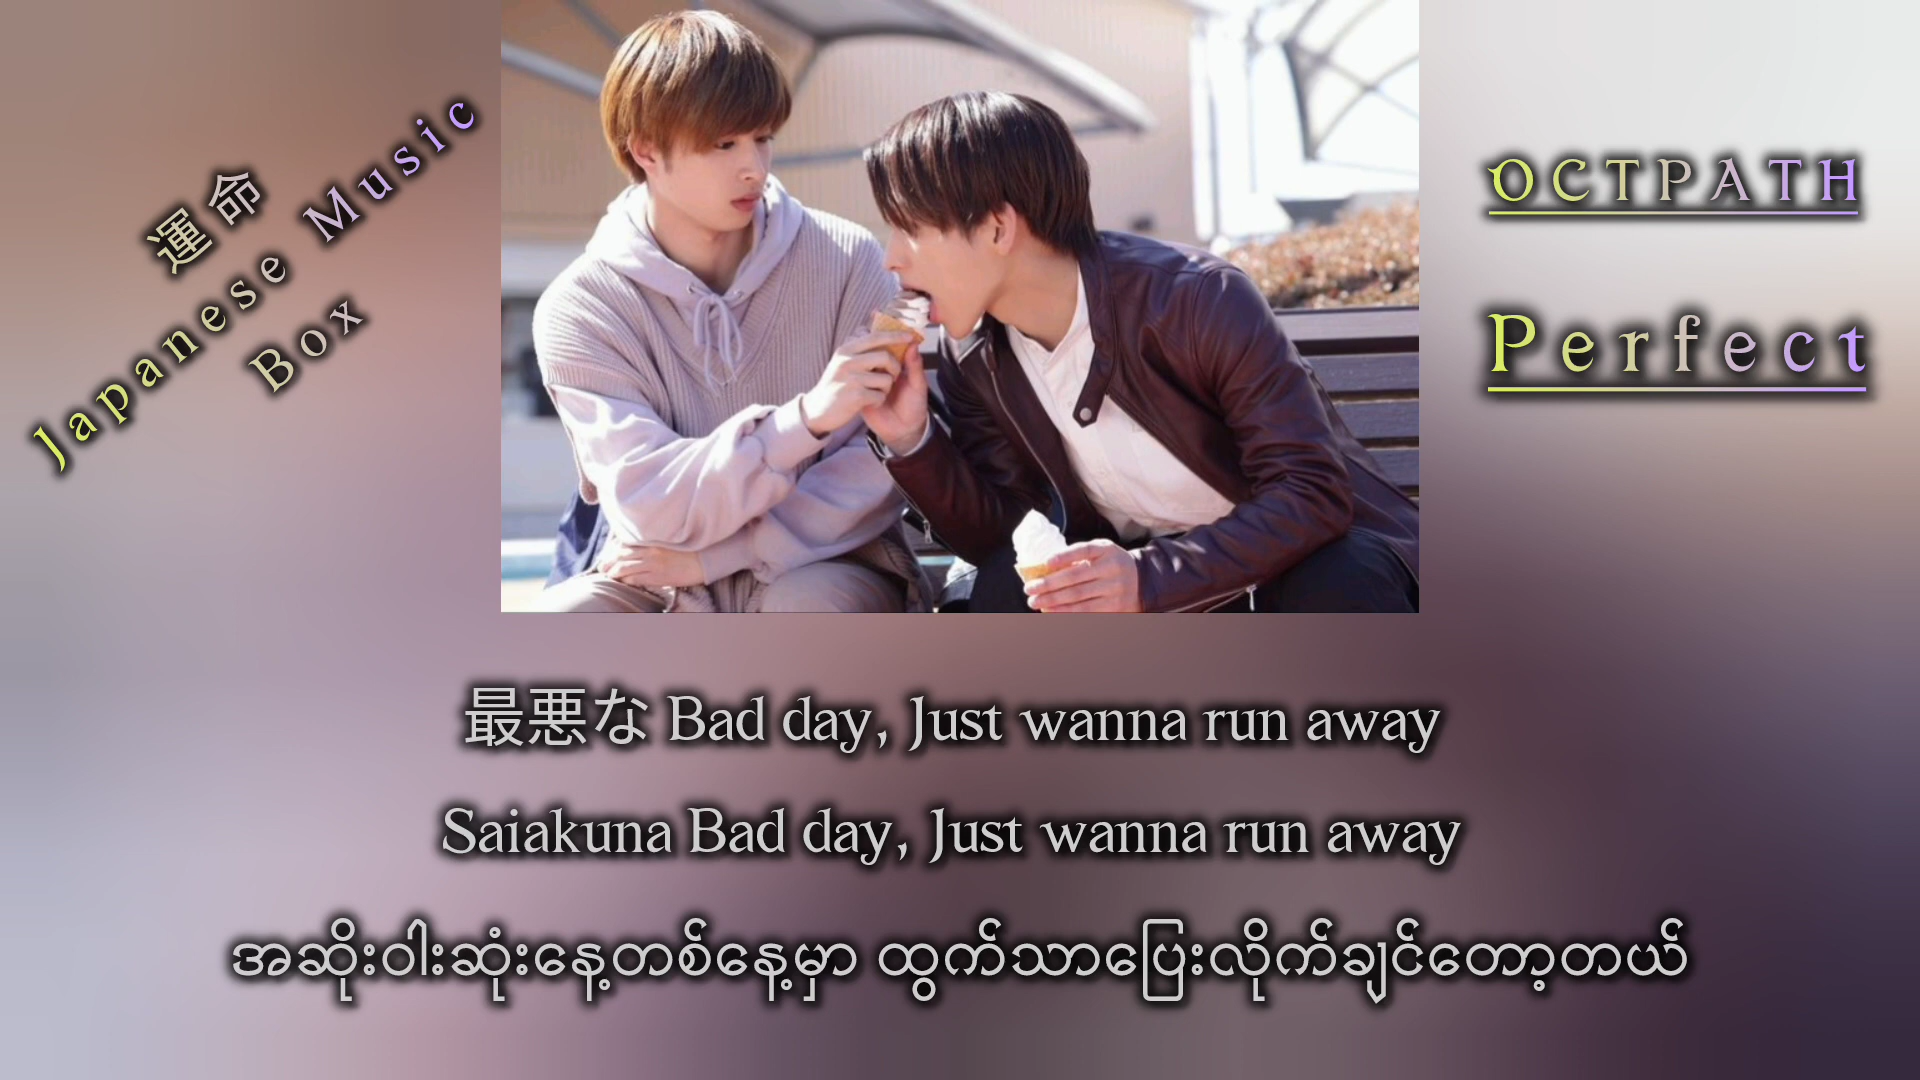 運命
Japanese Music
Box
OCTPATH
Perfect
最悪な Bad day, Just wanna run away
Saiakuna Bad day, Just wanna run away
အဆိုးဝါးဆုံးနေ့တစ်နေ့မှာ ထွက်သာပြေးလိုက်ချင်တော့တယ်